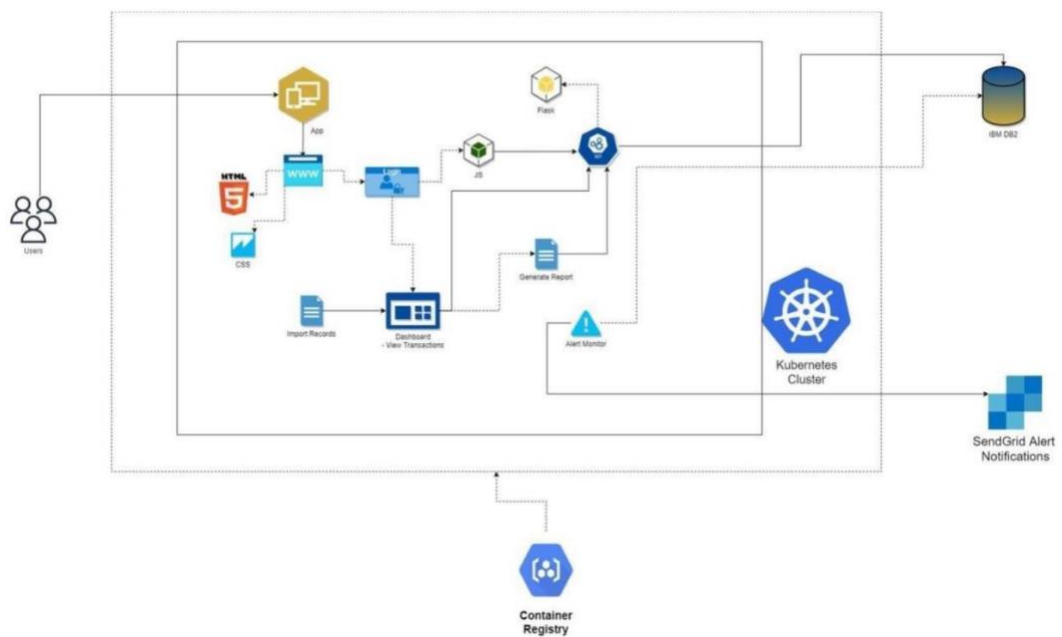 App
Flask
IBM DB2
WWW
Login
JS
HTML
5
Users
CSS
Generate Report
Import Records
Dashboard
- View Transactions
Alert Monitor
Kubernetes
Cluster
SendGrid Alert
Notifications
Container
Registry